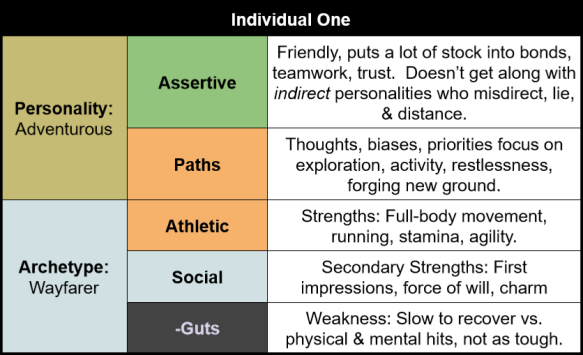 Individual One
Personality:
Adventurous
Assertive
Friendly, puts a lot of stock into bonds,
teamwork, trust.  Doesn't get along with
indirect personalities who misdirect, lie,
& distance.
Paths
Thoughts, biases, priorities focus on
exploration, activity, restlessness,
forging new ground.
Archetype:
Wayfarer
Athletic
Strengths: Full-body movement,
running, stamina, agility.
Social
Secondary Strengths: First
impressions, force of will, charm
-Guts
Weakness: Slow to recover vs.
physical & mental hits, not as tough.